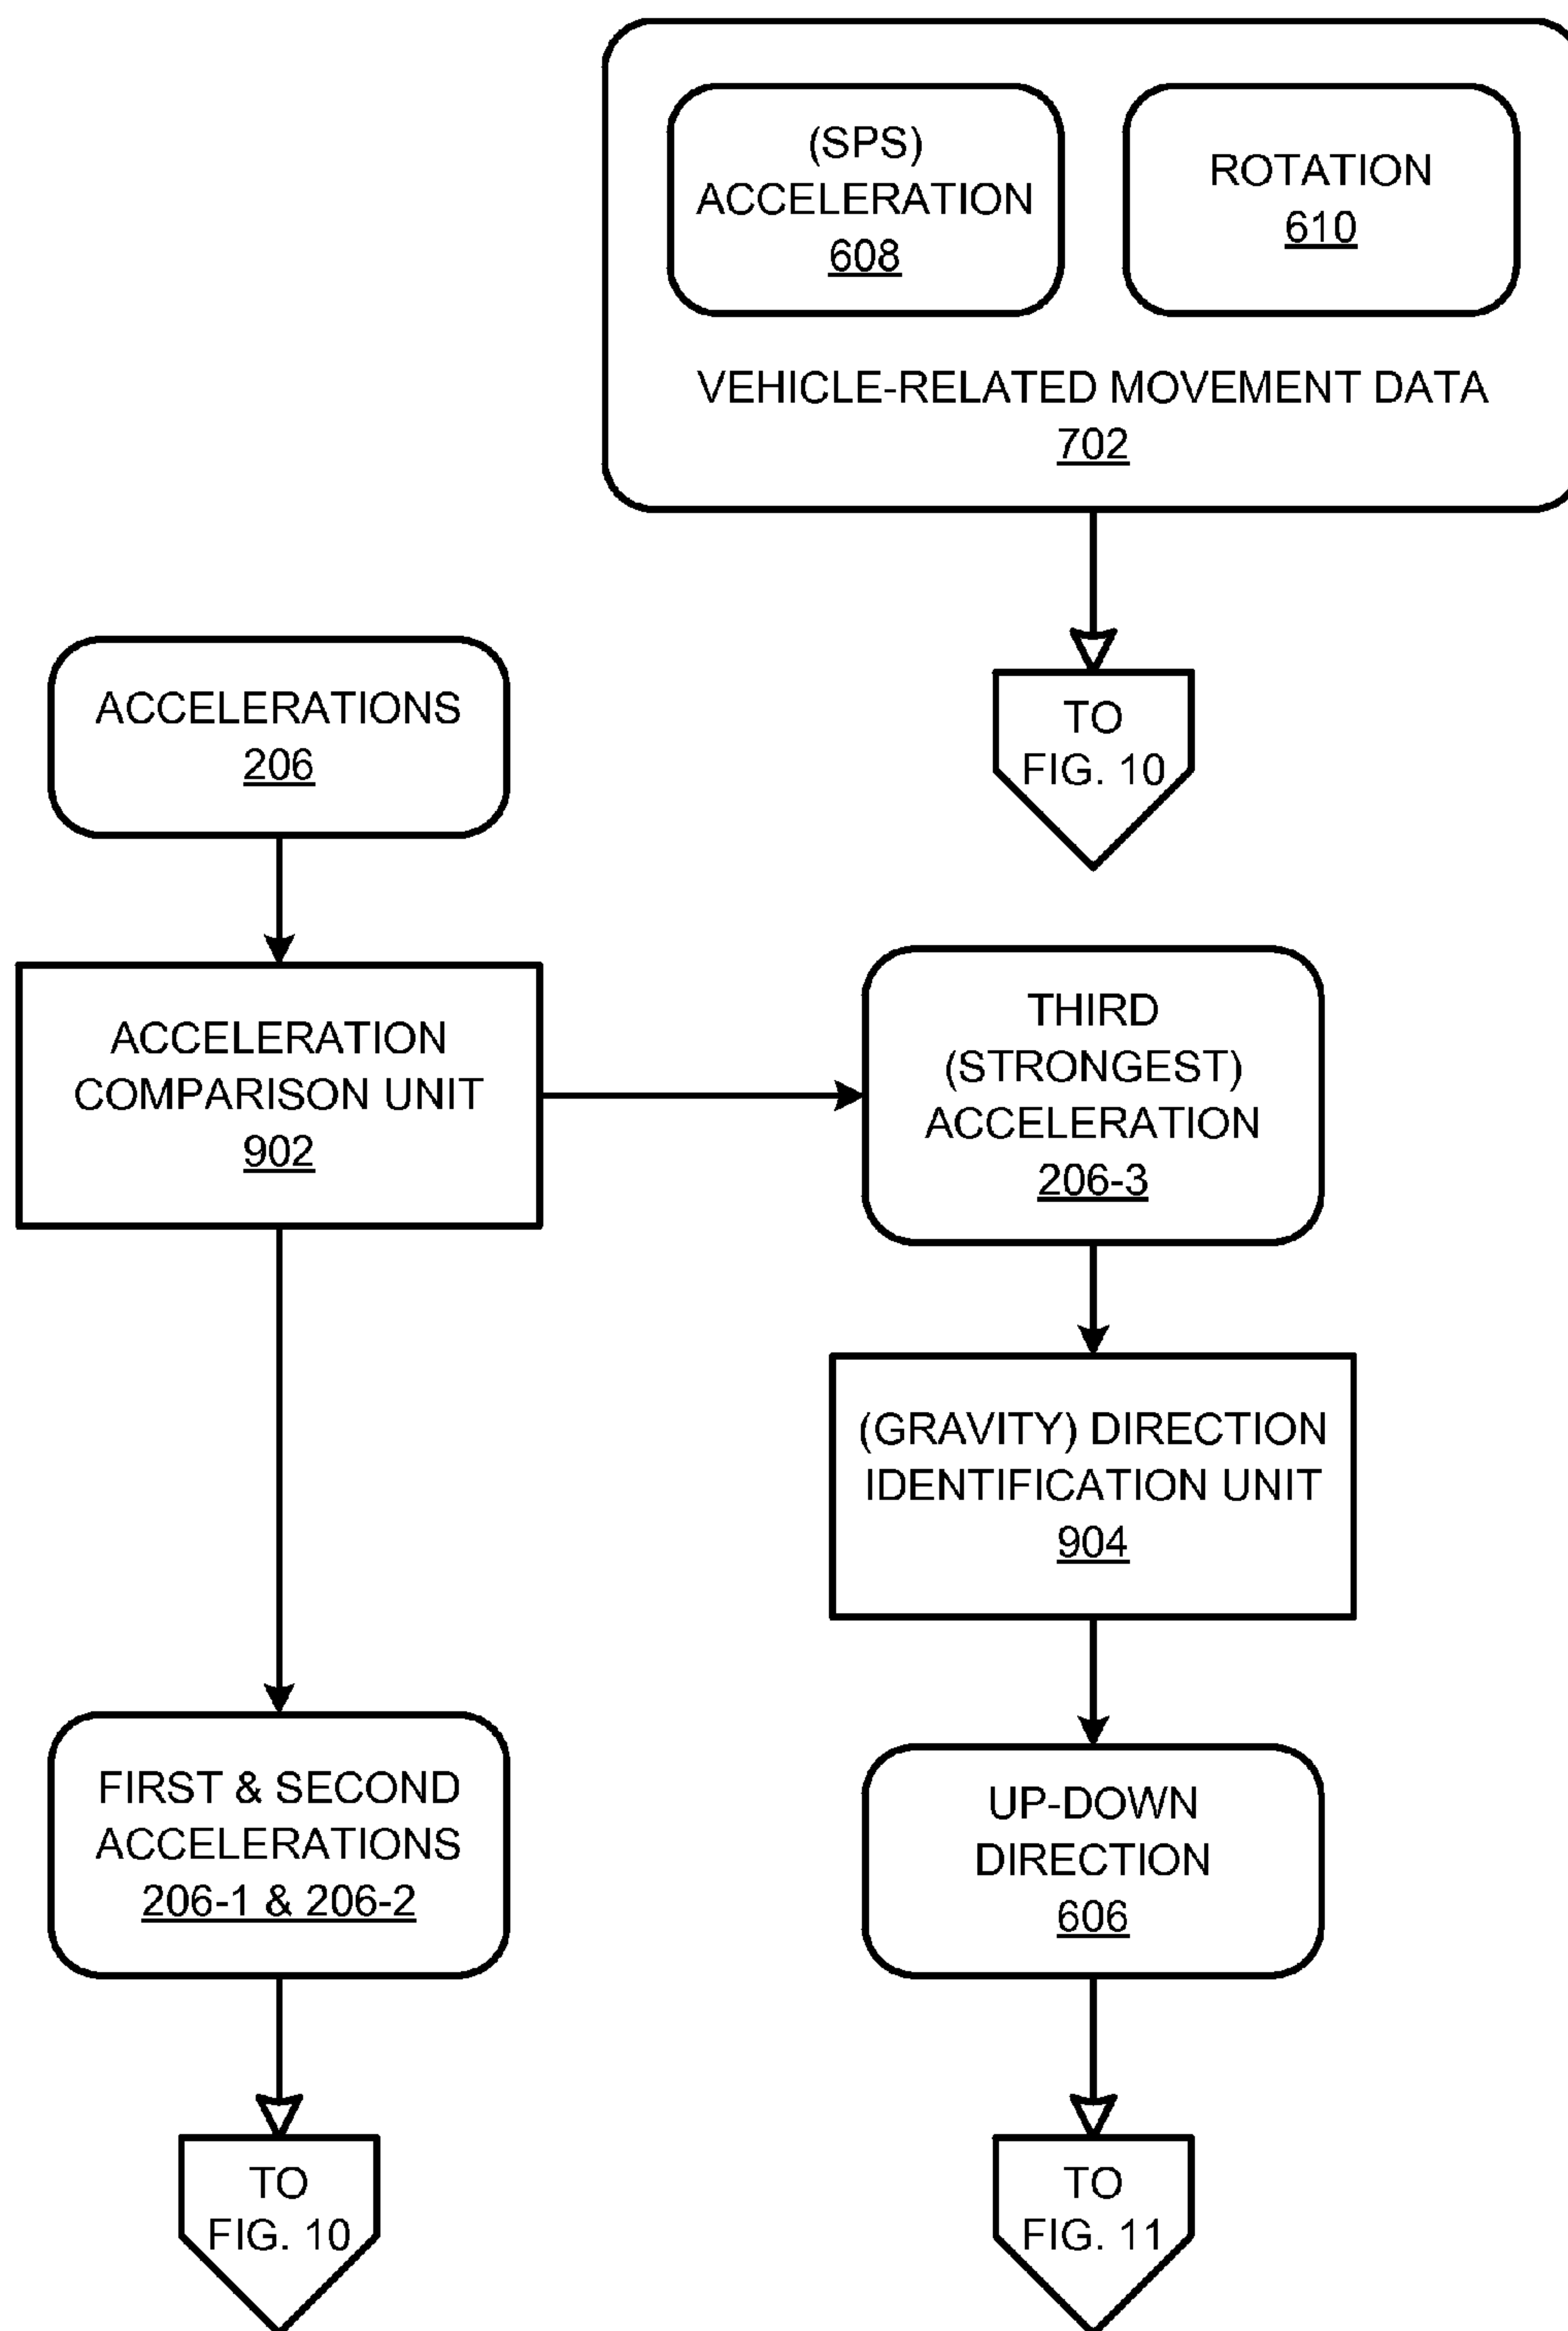 (SPS)
ACCELERATION
608
ROTATION
610
VEHICLE-RELATED MOVEMENT DATA
702
TO
FIG. 10
ACCELERATIONS
206
ACCELERATION
COMPARISON UNIT
902
THIRD
(STRONGEST)
ACCELERATION
206-3
(GRAVITY) DIRECTION
IDENTIFICATION UNIT
904
FIRST & SECOND
ACCELERATIONS
206-1 & 206-2
UP-DOWN
DIRECTION
606
TO
FIG. 10
TO
FIG. 11